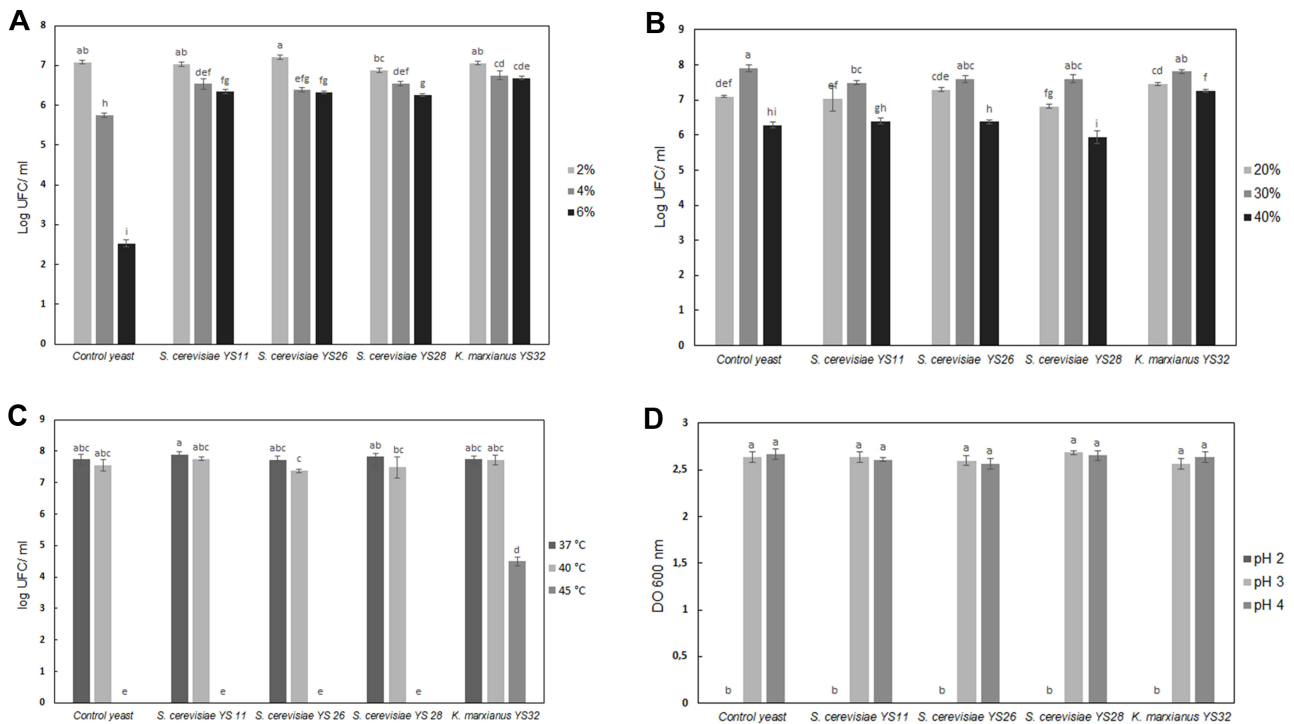 A
8
7
6
5
4
3
2
1
0
Log UFC/ ml
ab
h
i
ab
def
fg
a
efg
fg
bc
def
g
ab
cd
cde
Control yeast
S. cerevisiae YS11
S. cerevisiae YS26
S. cerevisiae YS28
K. marxianus YS32
2%
4%
6%
B
9
8
7
6
5
4
3
2
1
0
Log UFC/ ml
def
a
hi
ef
bc
gh
cde
abc
h
fg
abc
i
cd
ab
f
Control yeast
S. cerevisiae YS11
S. cerevisiae YS26
S. cerevisiae YS28
K. marxianus YS32
20%
30%
40%
C
9
8
7
6
5
4
3
2
1
0
log UFC/ ml
abc
abc
e
a
abc
e
abc
c
e
ab
bc
e
abc
abc
d
Control yeast
S. cerevisiae YS 11
S. cerevisiae YS 26
S. cerevisiae YS 28
K. marxianus YS32
37 °C
40 °C
45 °C
D
3
2,5
2
1,5
1
0,5
0
DO 600 nm
b
a
a
b
a
a
b
a
a
b
a
a
b
a
a
Control yeast
S. cerevisiae YS11
S. cerevisiae YS26
S. cerevisiae YS28
K. marxianus YS32
pH 2
pH 3
pH 4